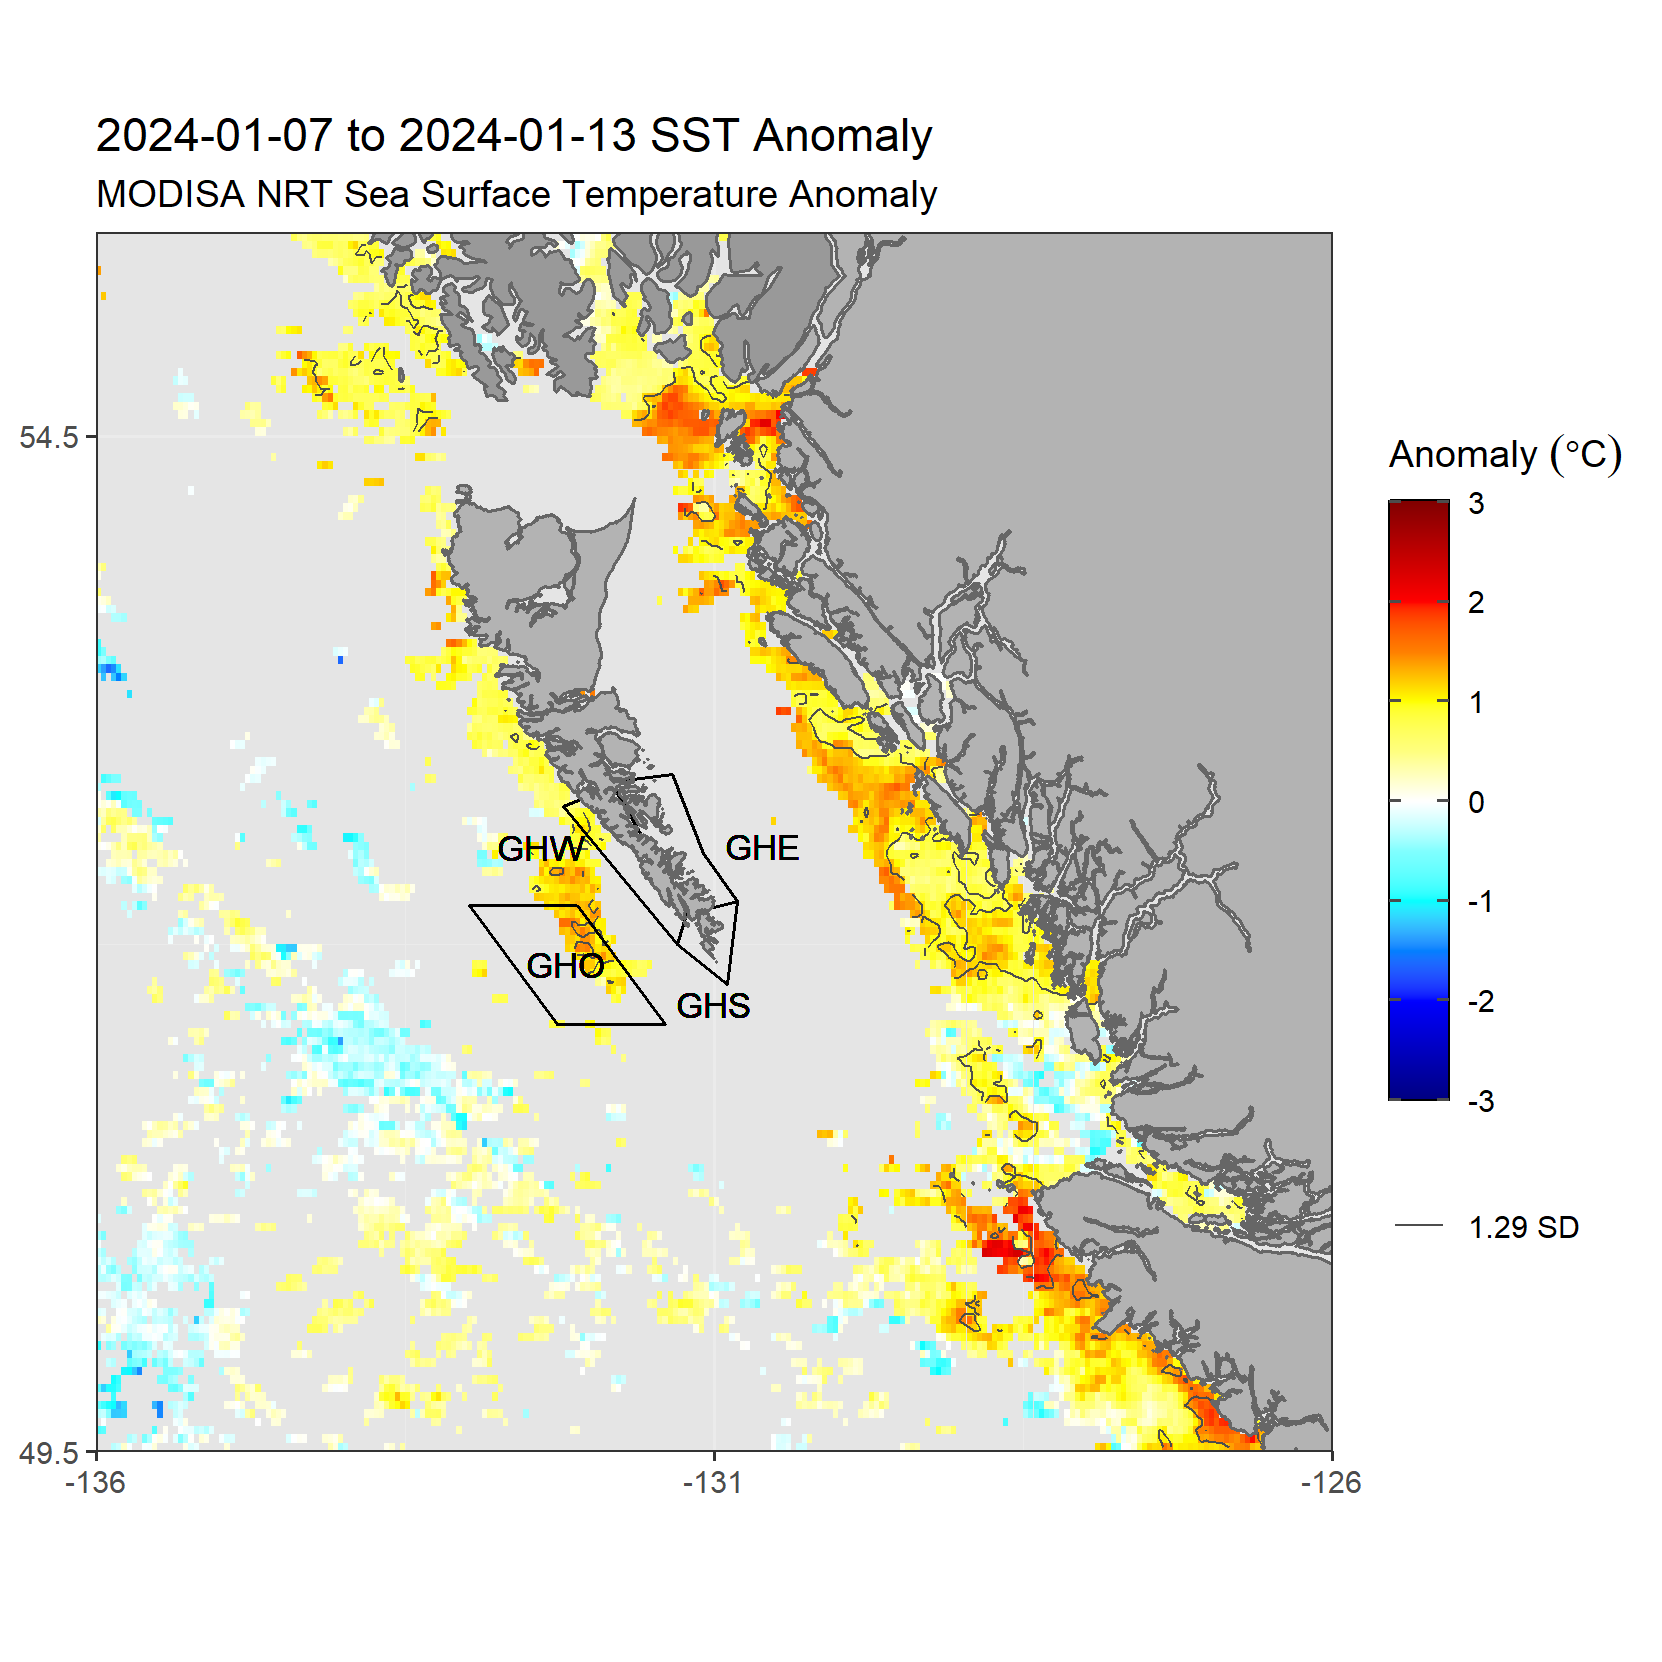 2024-01-07 to 2024-01-13 SST Anomaly
MODISA NRT Sea Surface Temperature Anomaly
54.5
49.5
-136
-131
-126
GHW
GHE
GHO
GHS
Anomaly (°C)
3
2
1
0
-1
-2
-3
1.29 SD